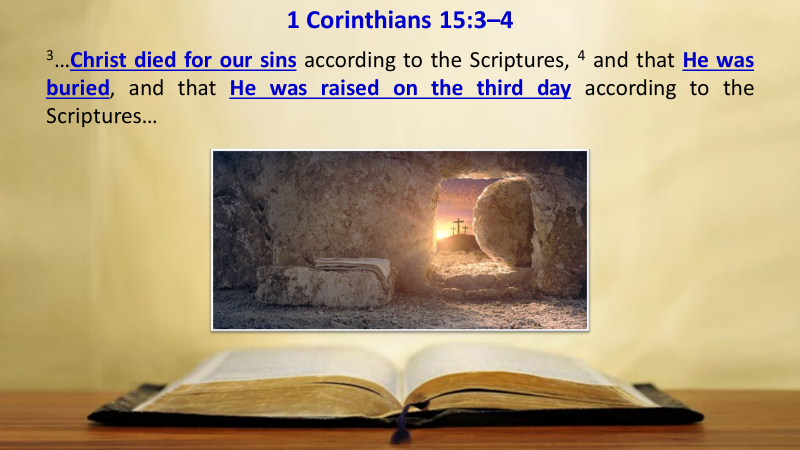 1 Corinthians 15:3–4
3…Christ died for our sins according to the Scriptures, 4 and that He was
buried, and that He was raised on the third day according to the
Scriptures…